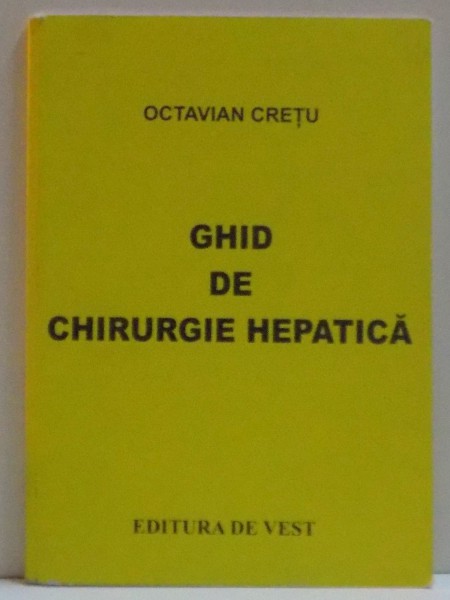 OCTAVIAN CREȚU
GHID
DE
CHIRURGIE HEPATICĂ
EDITURA DE VEST